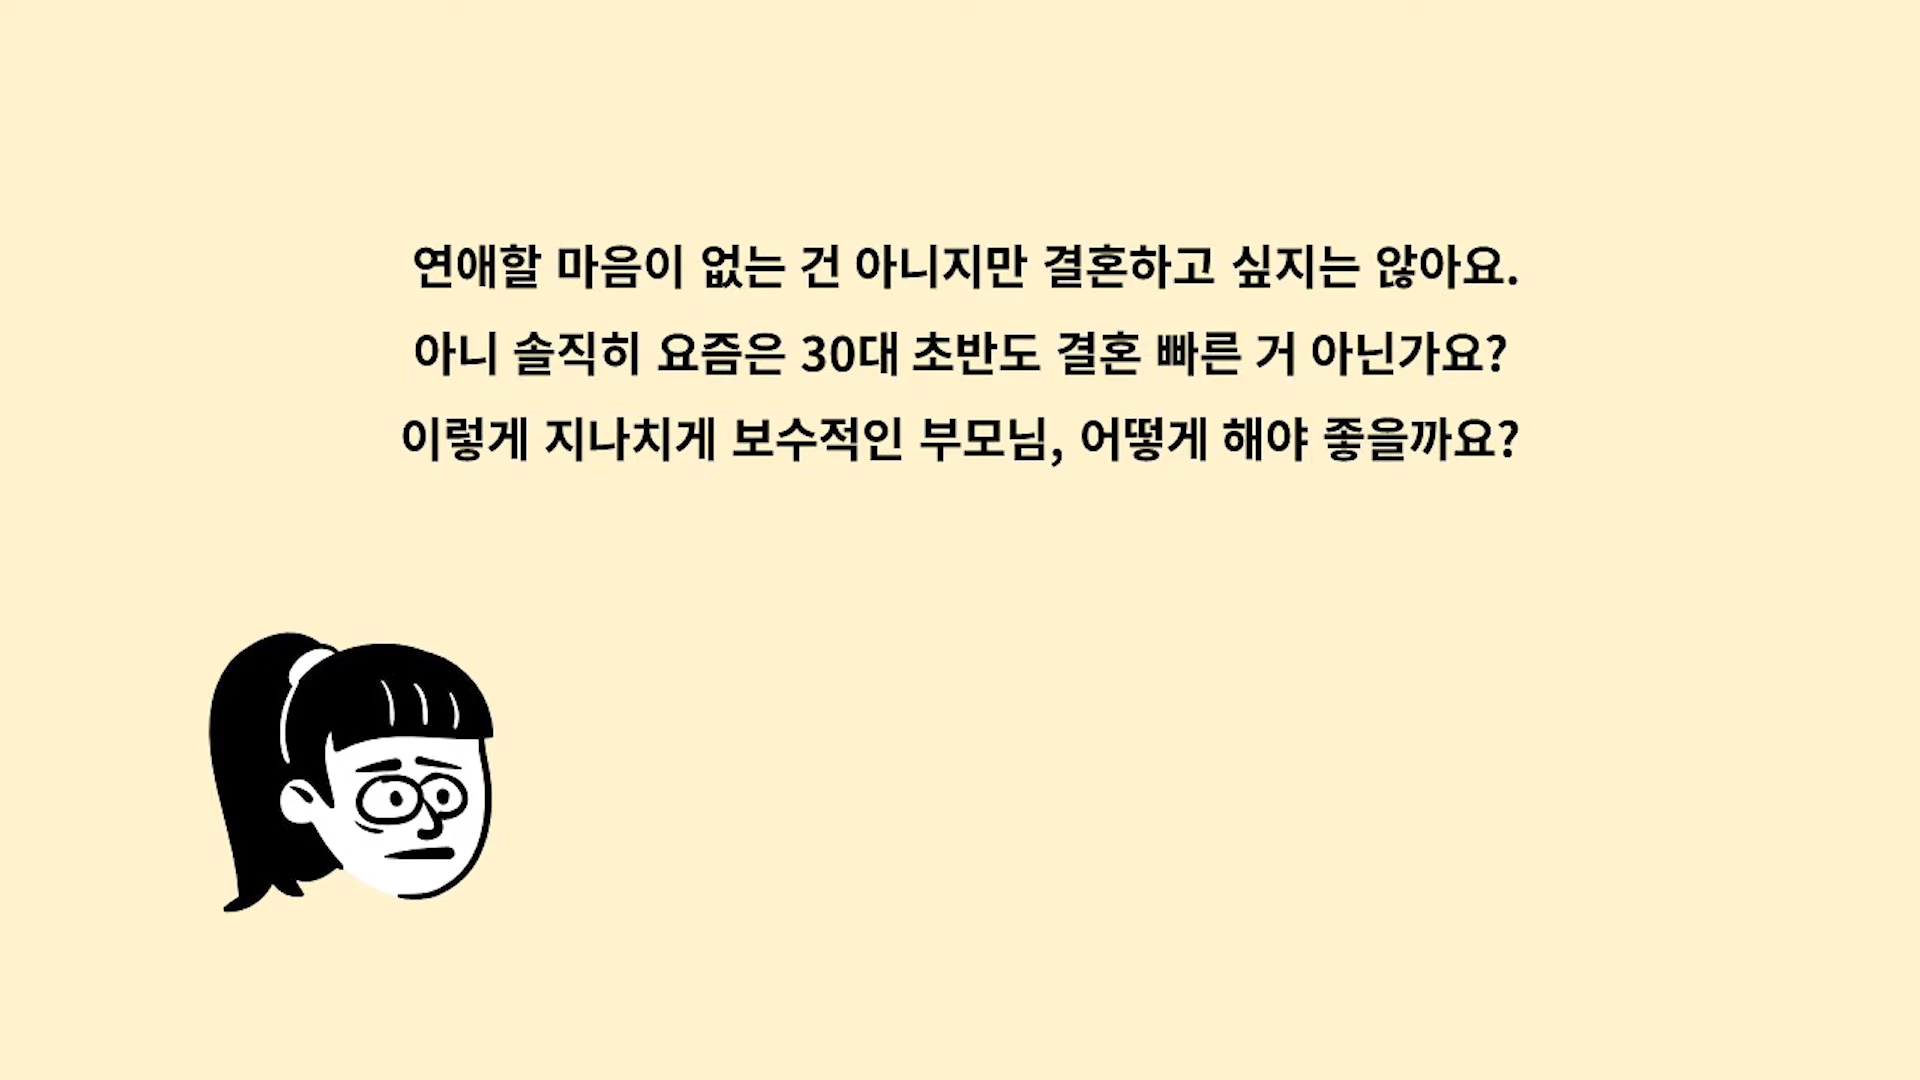 연애할 마음이 없는 건 아니지만 결혼하고 싶지는 않아요.
아니 솔직히 요즘은 30대 초반도 결혼 빠른 거 아닌가요?
이렇게 지나치게 보수적인 부모님, 어떻게 해야 좋을까요?